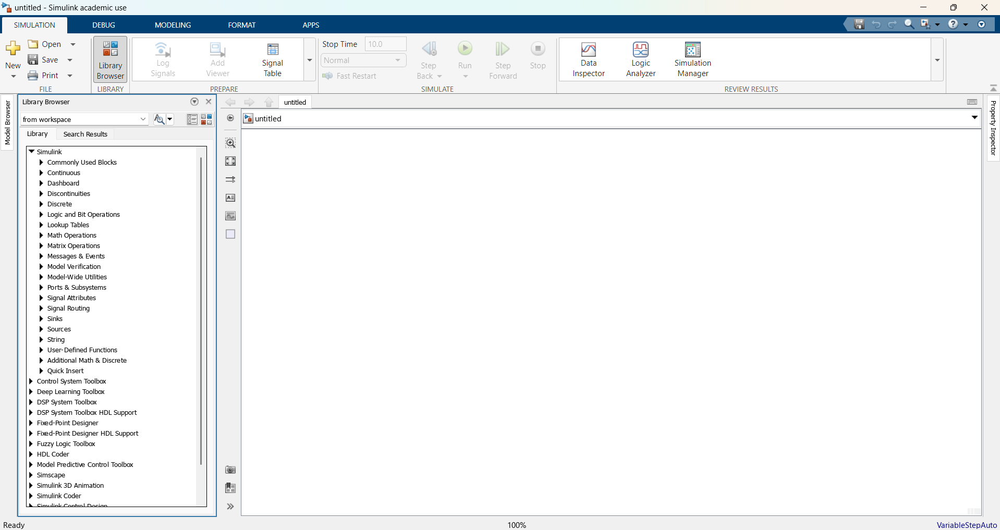 untitled - Simulink academic use
SIMULATION
DEBUG
MODELING
FORMAT
APPS
New
Open
Save
Print
FILE
Library
Browser
LIBRARY
Log
Signals
Add
Viewer
Signal
Table
PREPARE
Stop Time
10.0
Normal
Fast Restart
Step
Back
Run
Step
Forward
Stop
SIMULATE
Data
Inspector
Logic
Analyzer
Simulation
Manager
REVIEW RESULTS
Model Browser
Library Browser
from workspace
Library
Search Results
Simulink
Commonly Used Blocks
Continuous
Dashboard
Discontinuities
Discrete
Logic and Bit Operations
Lookup Tables
Math Operations
Matrix Operations
Messages & Events
Model Verification
Model-Wide Utilities
Ports & Subsystems
Signal Attributes
Signal Routing
Sinks
Sources
String
User-Defined Functions
Additional Math & Discrete
Quick Insert
Control System Toolbox
Deep Learning Toolbox
DSP System Toolbox
DSP System Toolbox HDL Support
Fixed-Point Designer
Fixed-Point Designer HDL Support
Fuzzy Logic Toolbox
HDL Coder
Model Predictive Control Toolbox
Simscape
Simulink 3D Animation
Simulink Coder
Simulink Control Design
untitled
untitled
Property Inspector
Ready
100%
VariableStepAuto